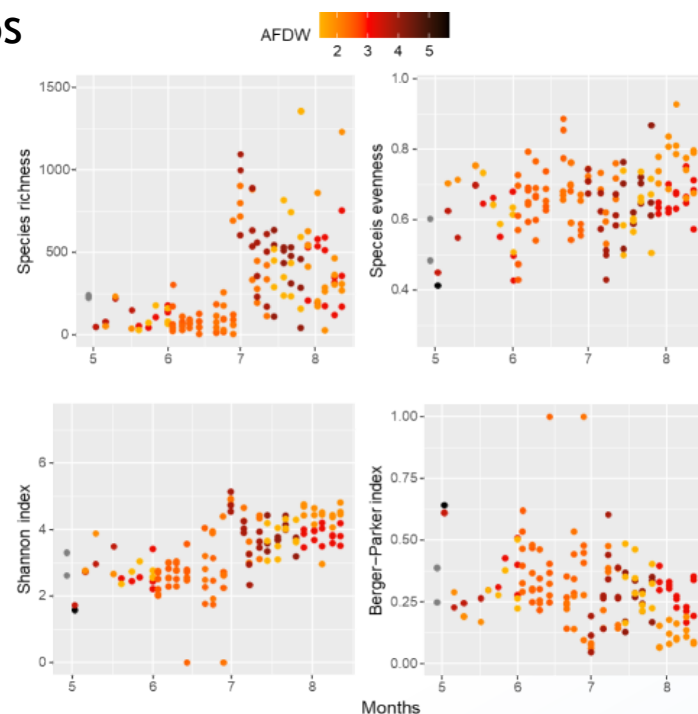 os
AFDW
2 3 4 5
Species richness
1500
1000
500
0
5 6 7 8
Speceis evenness
1.0
0.8
0.6
0.4
5 6 7 8
Shannon index
6
4
2
0
5 6 7 8
Berger−Parker index
1.00
0.75
0.50
0.25
0.00
5 6 7 8
Months